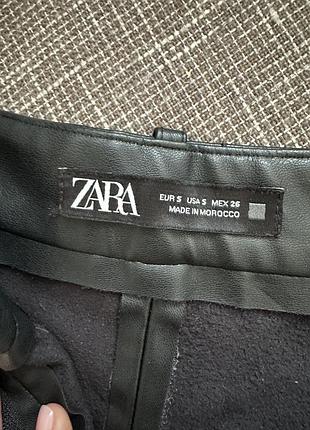 ZARA
EUR S USA S MEX 26
MADE IN MOROCCO